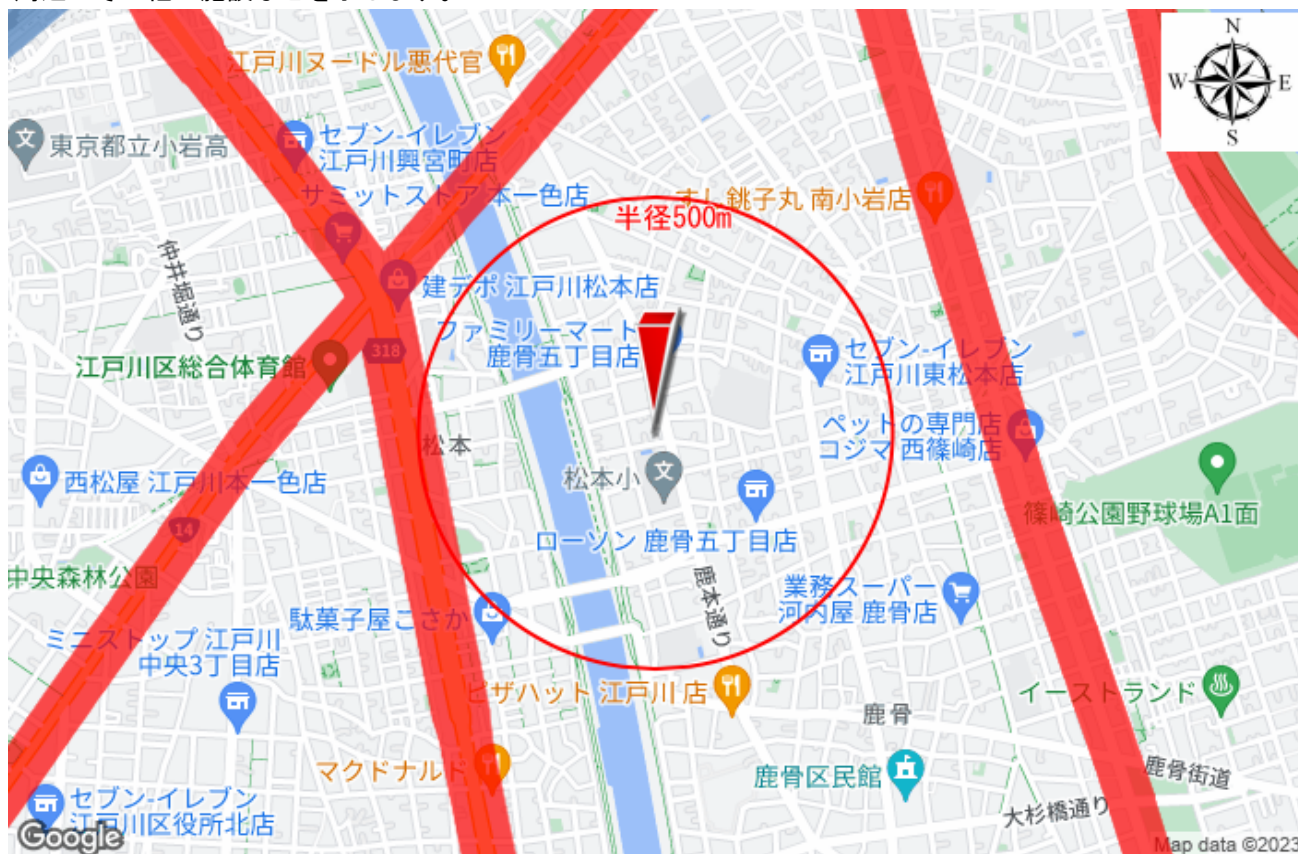 N
W E
S
江戸川ヌードル悪代官
東京都立小岩高
セブン-イレブン
江戸川興宮町店
サミットストア 本一色店
すし銚子丸 南小岩店
半径500m
仲井堀通り
建デポ 江戸川松本店
ファミリーマート
鹿骨五丁目店
318
セブン-イレブン
江戸川東松本店
江戸川区総合体育館
松本
ペットの専門店
コジマ 西篠崎店
西松屋 江戸川本一色店
松本小
篠崎公園野球場A1面
14
ローソン 鹿骨五丁目店
中央森林公園
鹿本通り
業務スーパー
河内屋 鹿骨店
駄菓子屋こさか
ミニストップ 江戸川
中央3丁目店
ピザハット 江戸川 店
イーストランド
鹿骨
マクドナルド
鹿骨区民館
鹿骨街道
セブン-イレブン
江戸川区役所北店
大杉橋通り
Google
Map data ©2023